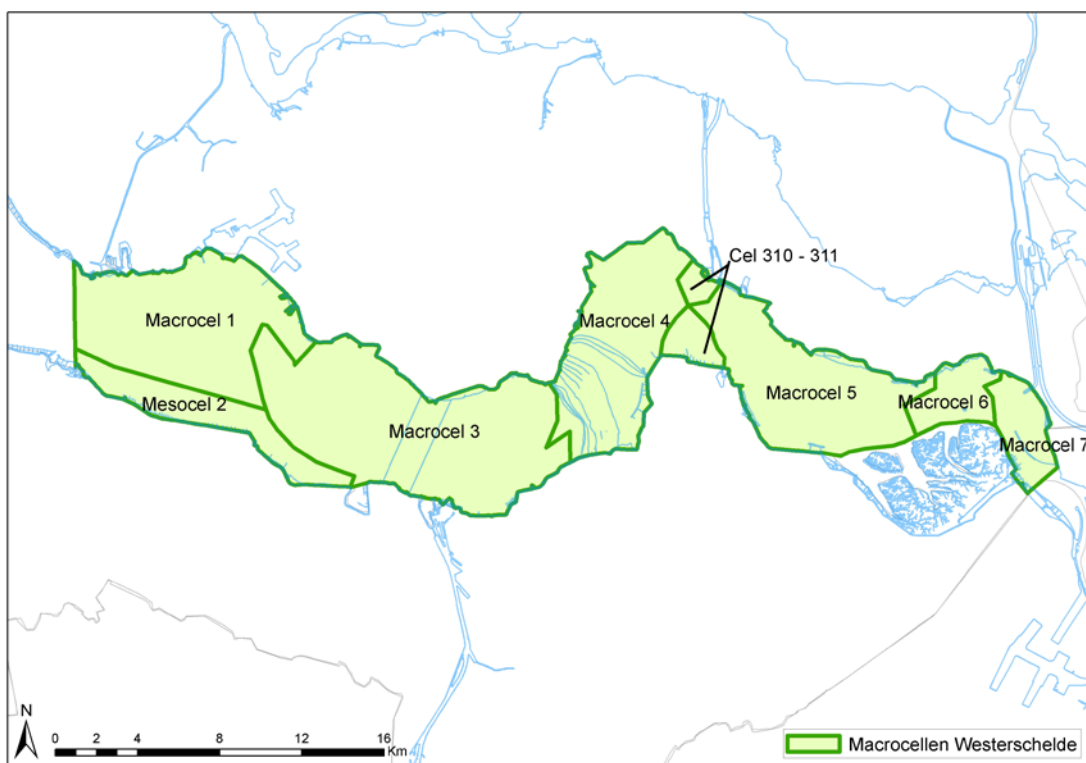 Cel 310 - 311
Macrocel 1
Macrocel 4
Macrocel 5
Macrocel 6
Mesocel 2
Macrocel 3
Macrocel 7
N
0 2 4 8 12 16
Km
Macrocellen Westerschelde